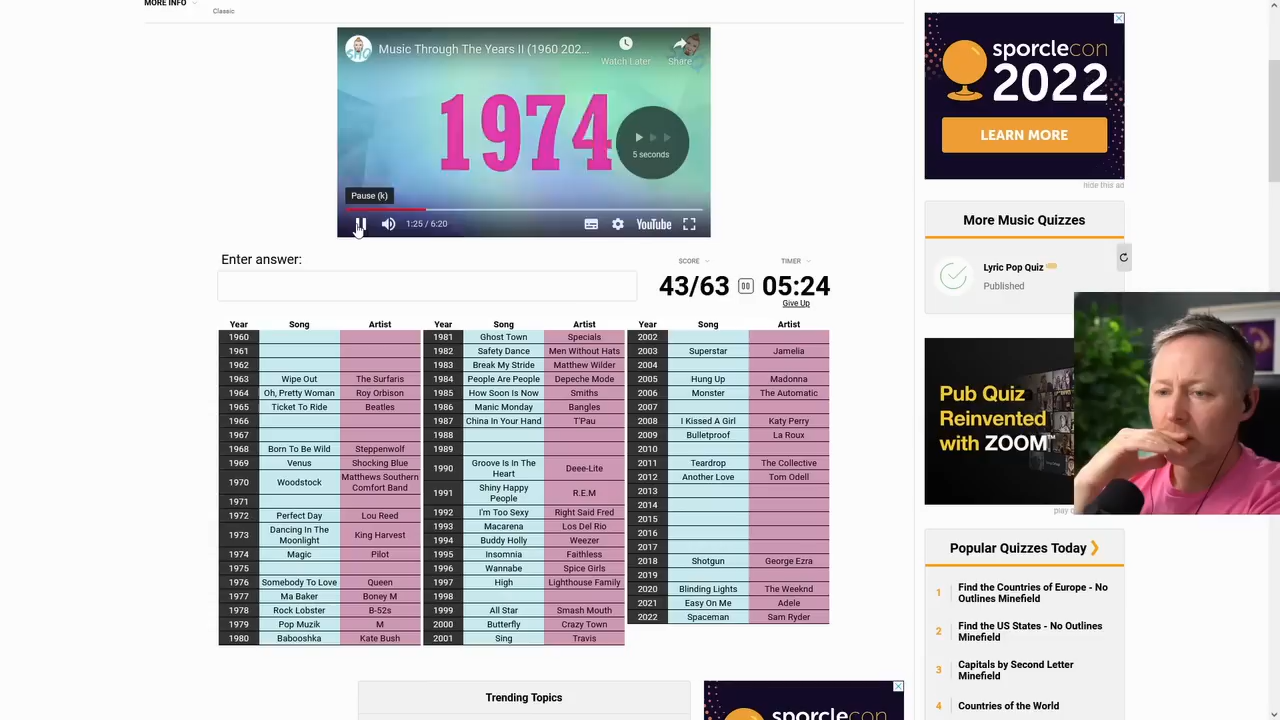 MORE INFO
Classic
Music Through The Years II (1960 202...
Watch Later
Share
1974
5 seconds
Pause (k)
1:25 / 6:20
YouTube
Enter answer:
SCORE
TIMER
43/63
05:24
Give Up
Year Song Artist
1960
1961
1962
1963 Wipe Out The Surfaris
1964 Oh, Pretty Woman Roy Orbison
1965 Ticket To Ride Beatles
1966
1967
1968 Born To Be Wild Steppenwolf
1969 Venus Shocking Blue
1970 Woodstock Matthews Southern
Comfort Band
1971
1972 Perfect Day Lou Reed
1973 Dancing In The
Moonlight King Harvest
1974 Magic Pilot
1975
1976 Somebody To Love Queen
1977 Ma Baker Boney M
1978 Rock Lobster B-52s
1979 Pop Muzik M
1980 Babooshka Kate Bush
Year Song Artist
1981 Ghost Town Specials
1982 Safety Dance Men Without Hats
1983 Break My Stride Matthew Wilder
1984 People Are People Depeche Mode
1985 How Soon Is Now Smiths
1986 Manic Monday Bangles
1987 China In Your Hand T'Pau
1988
1989
1990 Groove Is In The
Heart Deee-Lite
1991 Shiny Happy
People R.E.M
1992 I'm Too Sexy Right Said Fred
1993 Macarena Los Del Rio
1994 Buddy Holly Weezer
1995 Insomnia Faithless
1996 Wannabe Spice Girls
1997 High Lighthouse Family
1998
1999 All Star Smash Mouth
2000 Butterfly Crazy Town
2001 Sing Travis
Year Song Artist
2002
2003 Superstar Jamelia
2004
2005 Hung Up Madonna
2006 Monster The Automatic
2007
2008 I Kissed A Girl Katy Perry
2009 Bulletproof La Roux
2010
2011 Teardrop The Collective
2012 Another Love Tom Odell
2013
2014
2015
2016
2017
2018 Shotgun George Ezra
2019
2020 Blinding Lights The Weeknd
2021 Easy On Me Adele
2022 Spaceman Sam Ryder
Trending Topics
sporclecon
sporclecon
2022
LEARN MORE
hide this ad
More Music Quizzes
Lyric Pop Quiz
Published
Pub Quiz
Reinvented
with ZOOM™
Popular Quizzes Today
1 Find the Countries of Europe - No
Outlines Minefield
2 Find the US States - No Outlines
Minefield
3 Capitals by Second Letter
Minefield
4 Countries of the World